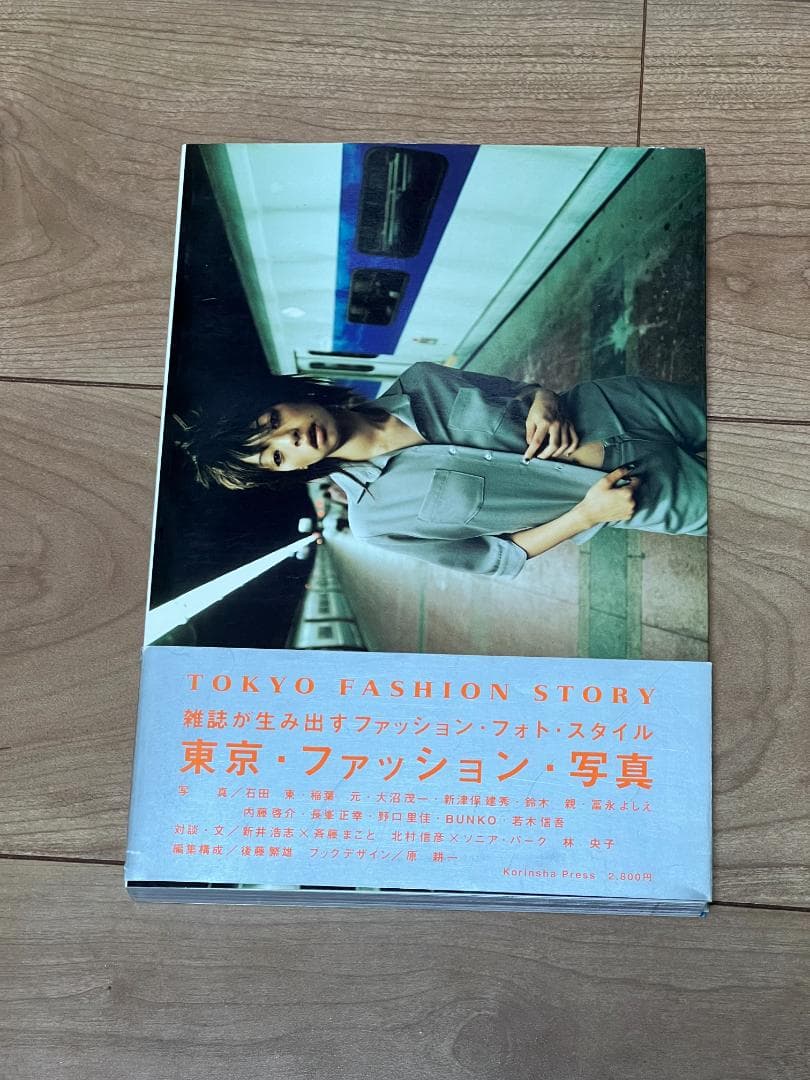 TOKYO FASHION STORY
雑誌が生み出すファッション・フォト・スタイル
東京・ファッション・写真
写　真／石田　東・稲葉　元・大沼茂一・新津保建秀・鈴木　親・冨永よしえ
内藤啓介・長峯正幸・野口里佳・BUNKO・若木信吾
対談・文／新井浩志×斉藤まこと　北村信彦×ソニア・パーク　林　央子
編集構成／後藤繁雄　ブックデザイン／原　耕一
Korinsha Press　2,800円